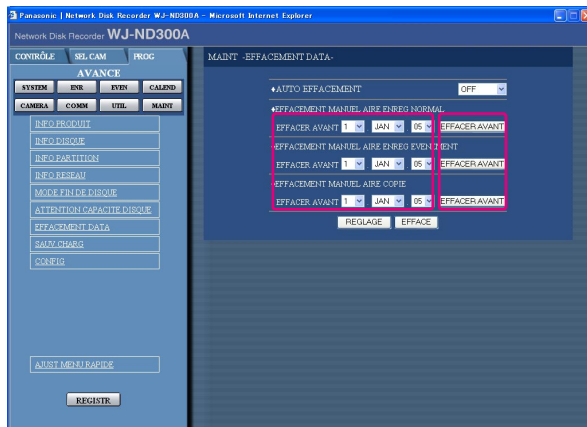 Panasonic | Network Disk Recorder WJ-ND300A - Microsoft Internet Explorer
Network Disk Recorder WJ-ND300A
CONTRÔLE SEL CAM PROG
AVANCE
SYSTEM ENR EVEN CALEND
CAMERA COMM UTIL MAINT
INFO PRODUIT
INFO DISQUE
INFO PARTITION
INFO RESEAU
MODE FIN DE DISQUE
ATTENTION CAPACITE DISQUE
EFFACEMENT DATA
SAUV CHARG
CONFIG
AJUST MENU RAPIDE
REGISTR
MAINT -EFFACEMENT DATA-
♦AUTO EFFACEMENT OFF
♦EFFACEMENT MANUEL AIRE ENREG NORMAL
EFFACER AVANT 1 . JAN . 05 EFFACER AVANT
♦EFFACEMENT MANUEL AIRE ENREG EVENEMENT
EFFACER AVANT 1 . JAN . 05 EFFACER AVANT
♦EFFACEMENT MANUEL AIRE COPIE
EFFACER AVANT 1 . JAN . 05 EFFACER AVANT
REGLAGE EFFACE